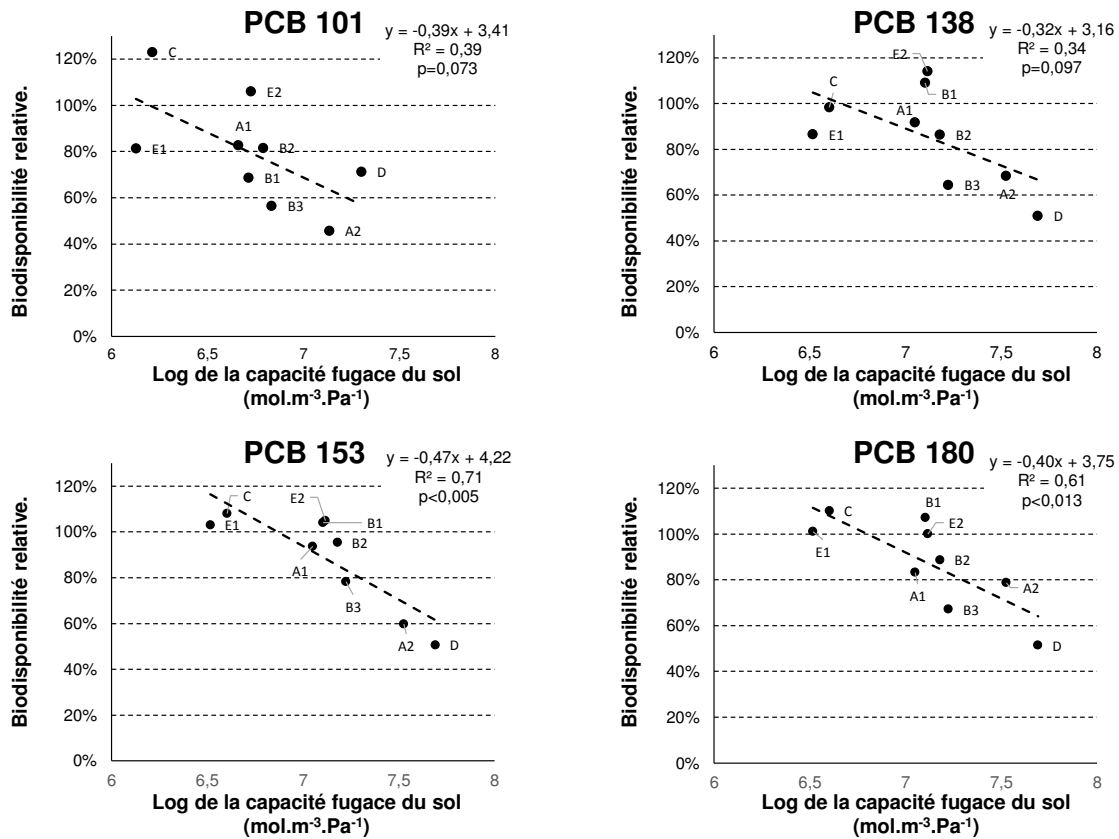 PCB 101
y = -0,39x + 3,41
R² = 0,39
p=0,073
Biodisponibilité relative.
120%
100%
80%
60%
40%
20%
0%
C
E2
A1
E1
B2
B1
D
B3
A2
6
6,5
7
7,5
8
Log de la capacité fugace du sol
(mol.m⁻³.Pa⁻¹)
PCB 138
y = -0,32x + 3,16
R² = 0,34
p=0,097
Biodisponibilité relative.
120%
100%
80%
60%
40%
20%
0%
E2
C
B1
A1
E1
B2
B3
A2
D
6
6,5
7
7,5
8
Log de la capacité fugace du sol
(mol.m⁻³.Pa⁻¹)
PCB 153
y = -0,47x + 4,22
R² = 0,71
p<0,005
Biodisponibilité relative.
120%
100%
80%
60%
40%
20%
0%
C
E2
E1
B1
B2
A1
B3
A2
D
6
6,5
7
7,5
8
Log de la capacité fugace du sol
(mol.m⁻³.Pa⁻¹)
PCB 180
y = -0,40x + 3,75
R² = 0,61
p<0,013
Biodisponibilité relative.
120%
100%
80%
60%
40%
20%
0%
B1
C
E2
E1
B2
A1
A2
B3
D
6
6,5
7
7,5
8
Log de la capacité fugace du sol
(mol.m⁻³.Pa⁻¹)